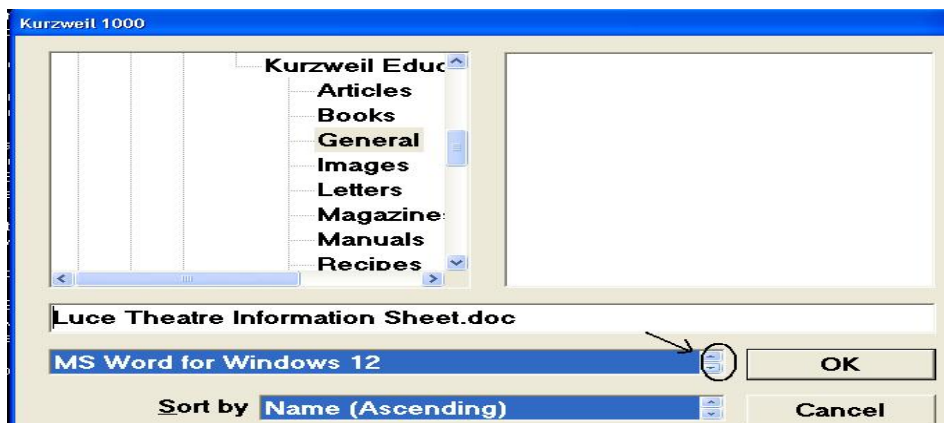 Kurzweil 1000
Kurzweil Educ
Articles
Books
General
Images
Letters
Magazine
Manuals
Recipes
Luce Theatre Information Sheet.doc
MS Word for Windows 12
OK
Sort by Name (Ascending)
Cancel